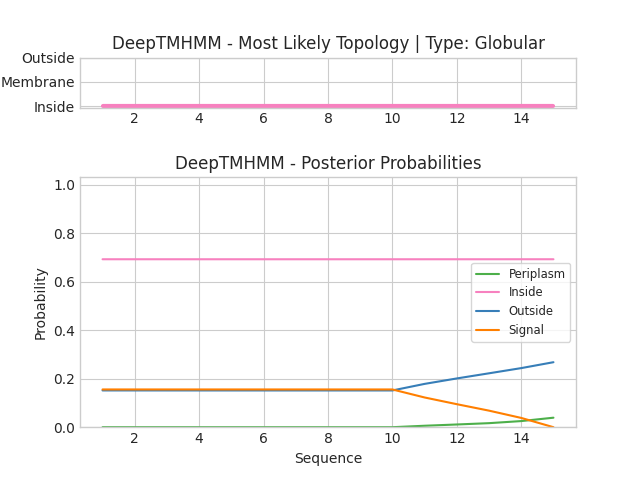 DeepTMHMM - Most Likely Topology | Type: Globular
Outside
Membrane
Inside
2 4 6 8 10 12 14
DeepTMHMM - Posterior Probabilities
1.0
0.8
0.6
0.4
0.2
0.0
Probability
Periplasm
Inside
Outside
Signal
2 4 6 8 10 12 14
Sequence